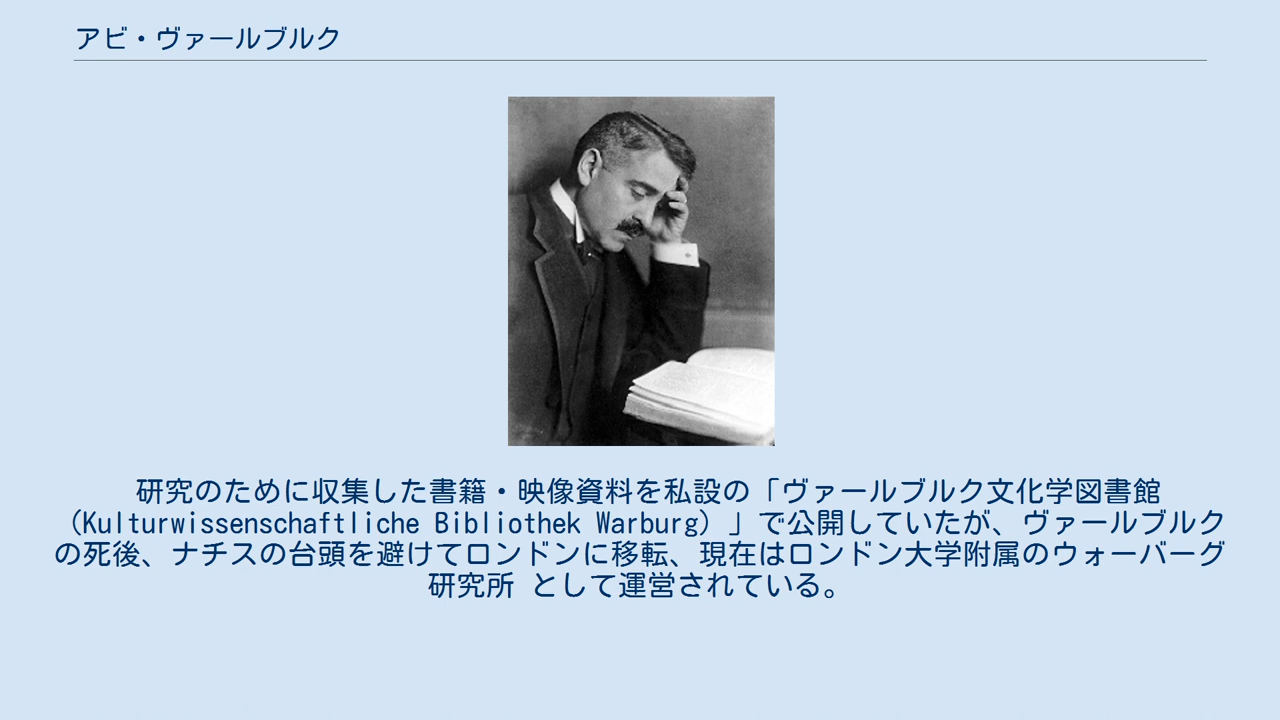 アビ・ヴァールブルク
研究のために収集した書籍・映像資料を私設の「ヴァールブルク文化学図書館
（Kulturwissenschaftliche Bibliothek Warburg）」で公開していたが、ヴァールブルク
の死後、ナチスの台頭を避けてロンドンに移転、現在はロンドン大学附属のウォーバーグ
研究所 として運営されている。